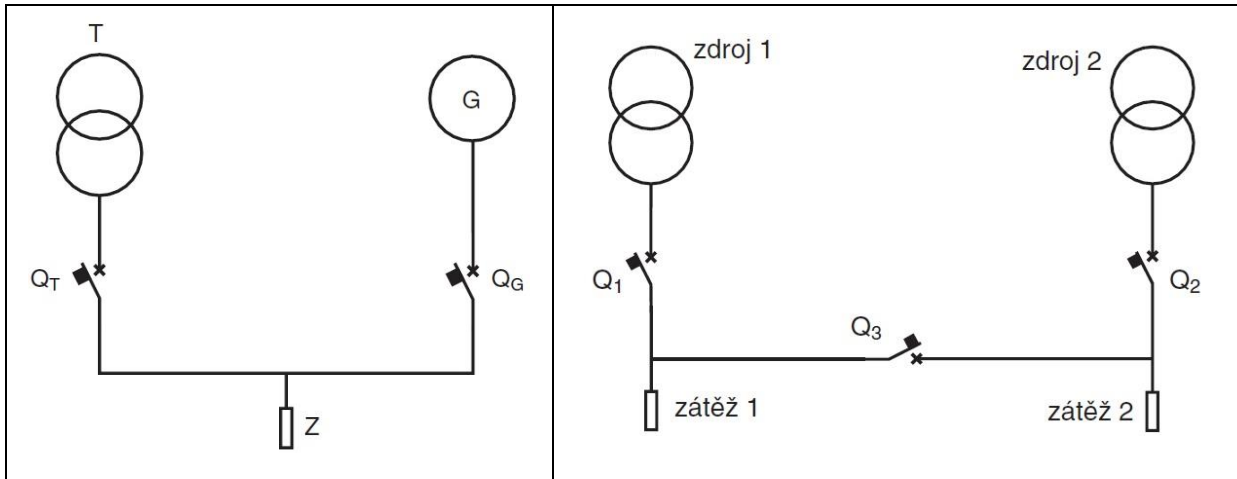 T
G
Q_T
Q_G
Z
zdroj 1
zdroj 2
Q_1
Q_2
Q_3
zátěž 1
zátěž 2